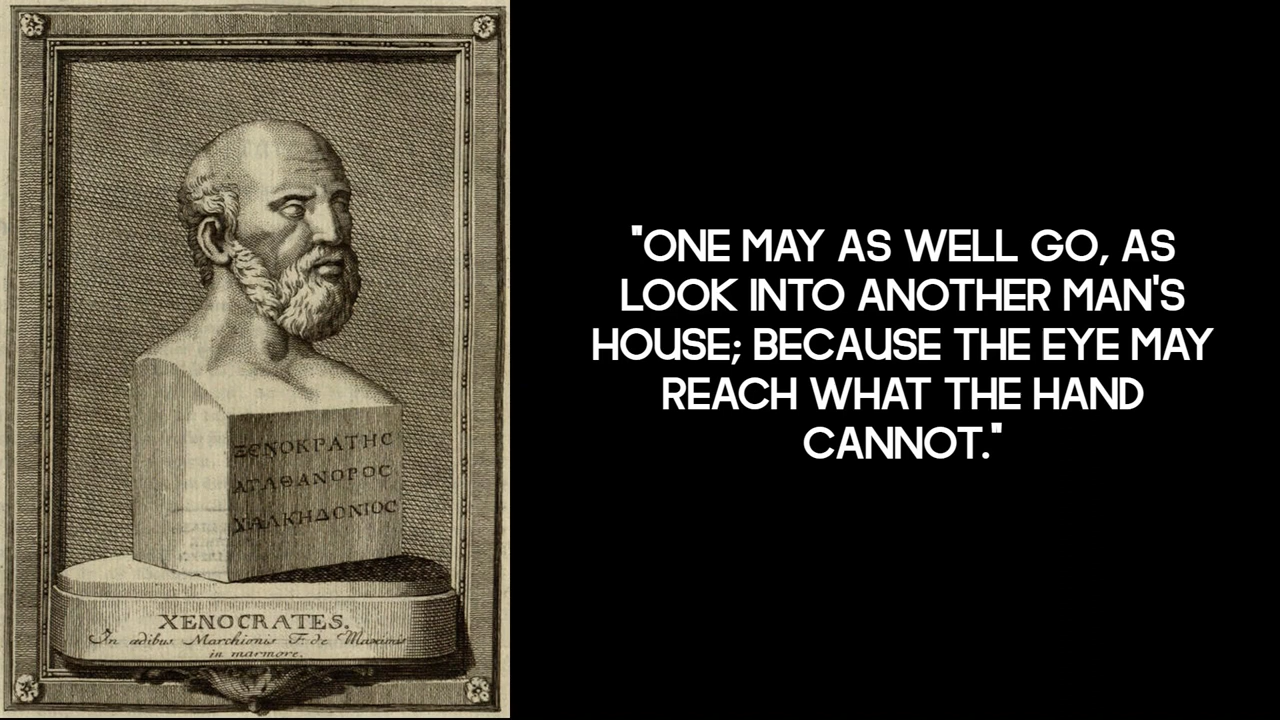 ΞΕΝΟΚΡΑΤΗϹ
ΑΓΑΘΑΝΟΡΟϹ
ΧΑΛΚΗΔΟΝΙΟϹ
XENOCRATES.
In ædibus Marchionis F. de Maximis
in marmore.
"ONE MAY AS WELL GO, AS
LOOK INTO ANOTHER MAN'S
HOUSE; BECAUSE THE EYE MAY
REACH WHAT THE HAND
CANNOT."